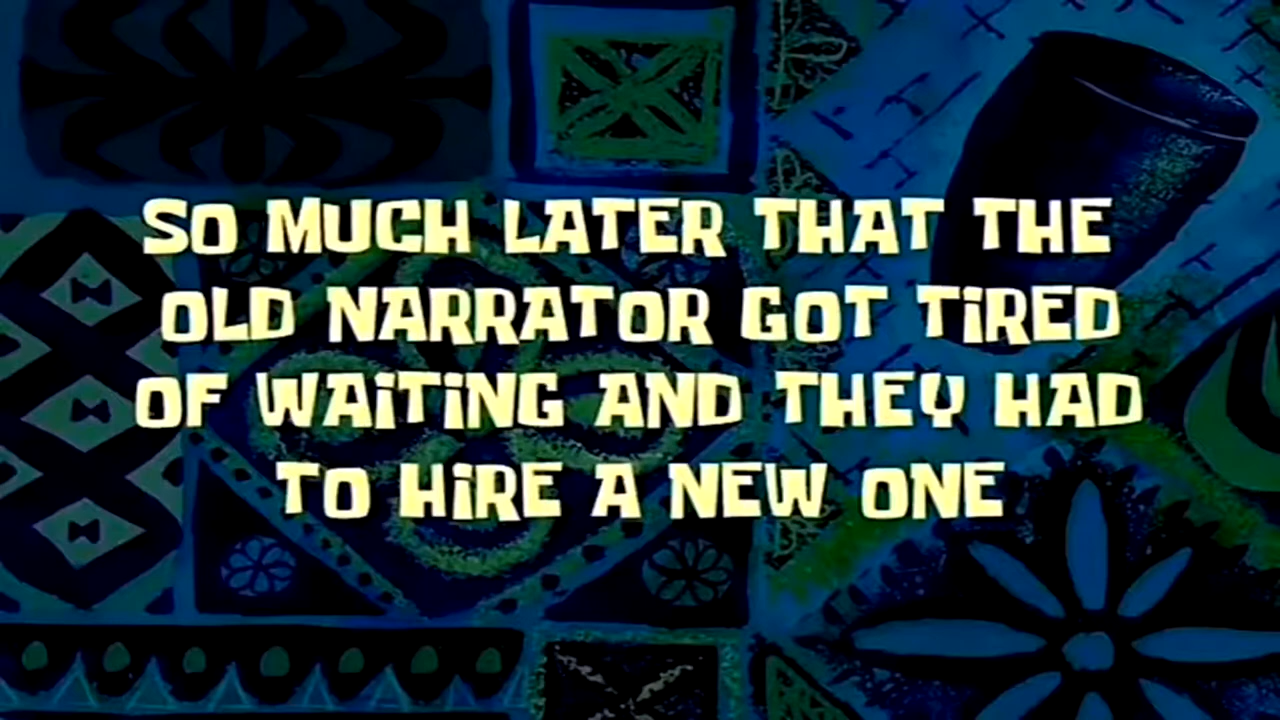 SO MUCH LATER THAT THE
OLD NARRATOR GOT TiRED
OF WAiTiNG AND THEY HAD
TO HiRE A NEW ONE